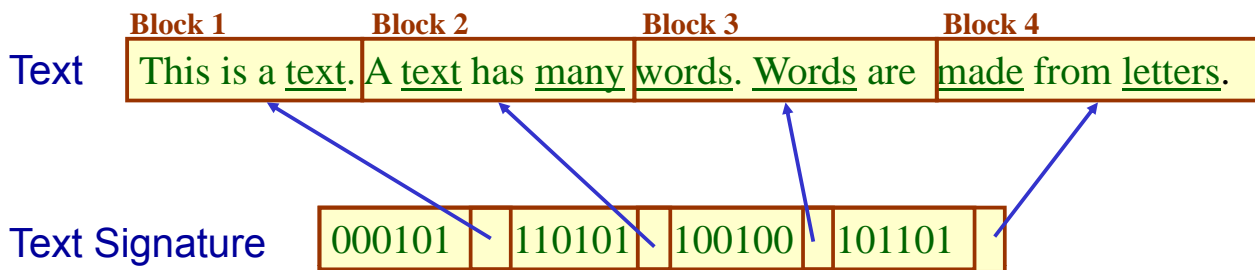 Block 1 Block 2 Block 3 Block 4
Text This is a text. A text has many words. Words are made from letters.
Text Signature 000101 110101 100100 101101